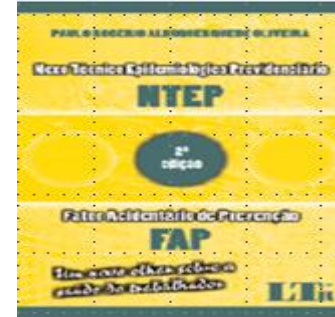 PAULO ROGÉRIO ALBUQUERQUE DE OLIVEIRA
Nexo Técnico Epidemiológico Previdenciário
NTEP
2ª
edição
Fator Acidentário de Prevenção
FAP
Um novo olhar sobre a
saúde do trabalhador
LTr